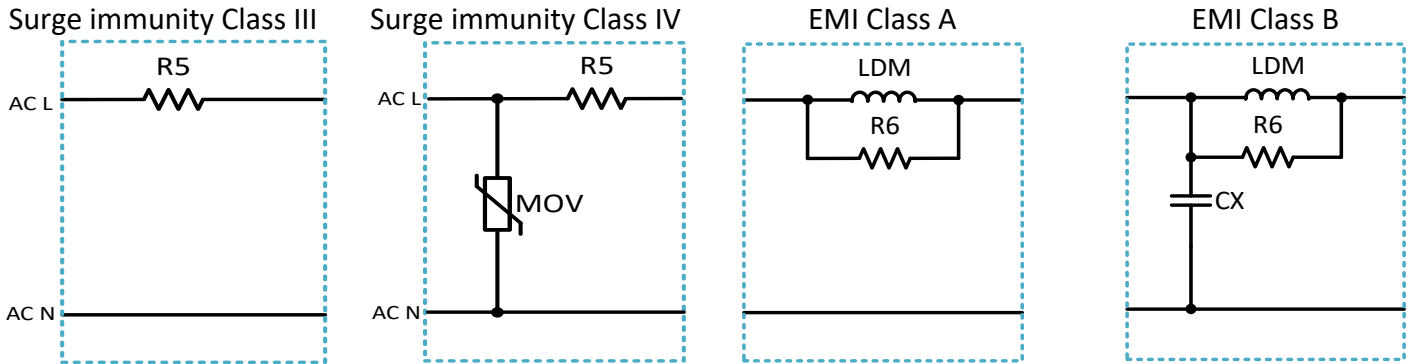 Surge immunity Class III
R5
AC L
AC N
Surge immunity Class IV
R5
AC L
MOV
AC N
EMI Class A
LDM
R6
EMI Class B
LDM
R6
CX